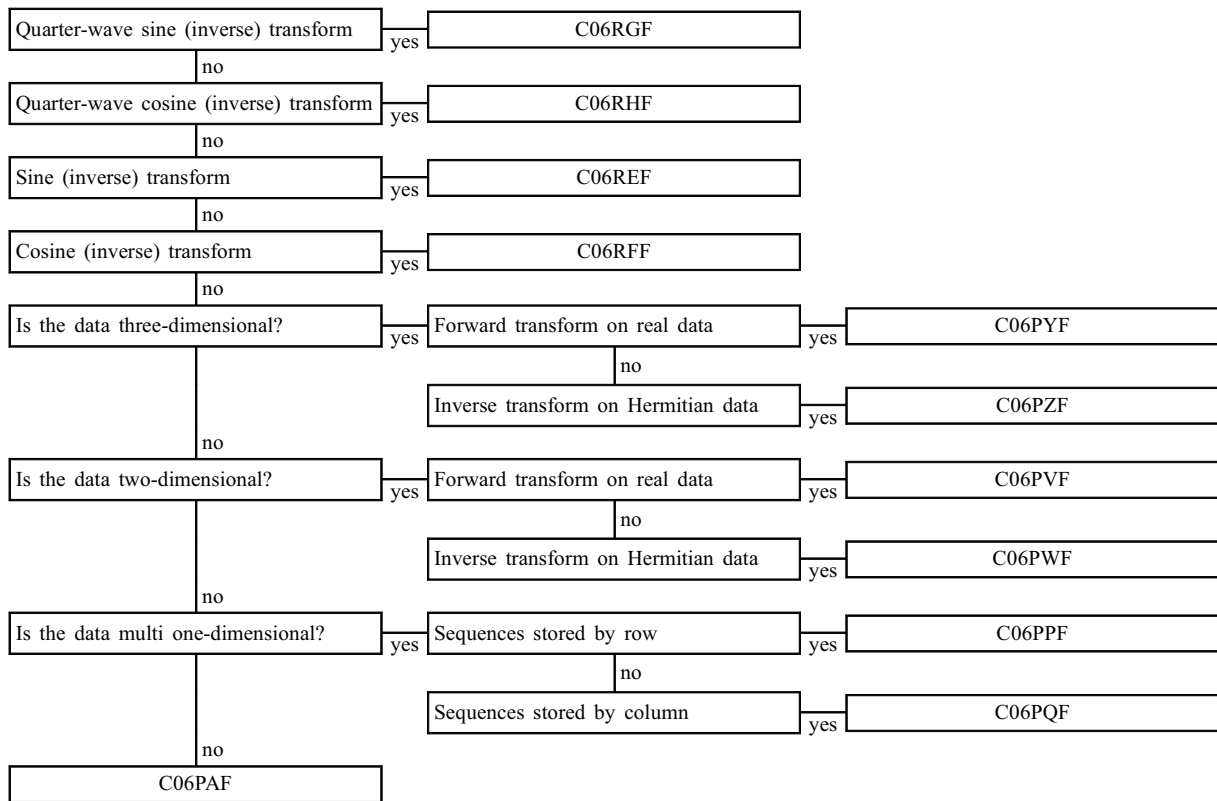 Quarter-wave sine (inverse) transform
yes
C06RGF
no
Quarter-wave cosine (inverse) transform
yes
C06RHF
no
Sine (inverse) transform
yes
C06REF
no
Cosine (inverse) transform
yes
C06RFF
no
Is the data three-dimensional?
yes
Forward transform on real data
yes
C06PYF
no
Inverse transform on Hermitian data
yes
C06PZF
no
Is the data two-dimensional?
yes
Forward transform on real data
yes
C06PVF
no
Inverse transform on Hermitian data
yes
C06PWF
no
Is the data multi one-dimensional?
yes
Sequences stored by row
yes
C06PPF
no
Sequences stored by column
yes
C06PQF
no
C06PAF